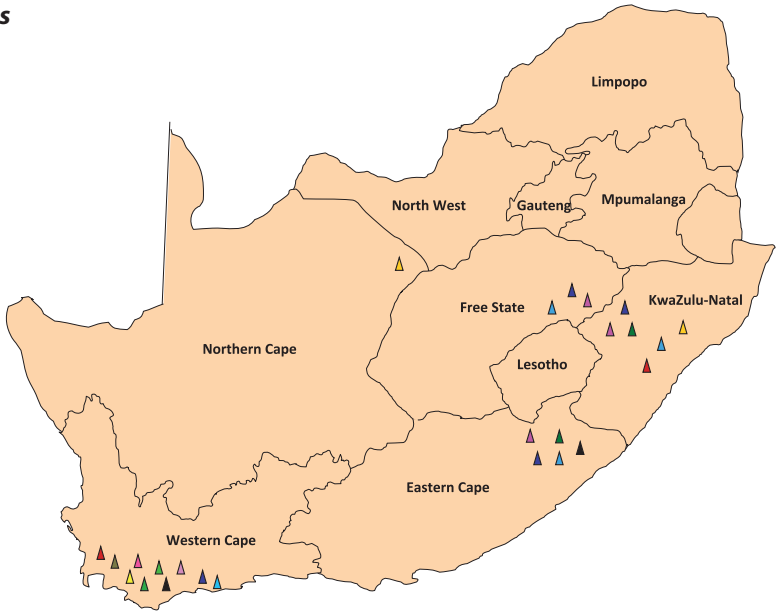 s
Limpopo
North West
Gauteng
Mpumalanga
Free State
KwaZulu-Natal
Northern Cape
Lesotho
Eastern Cape
Western Cape